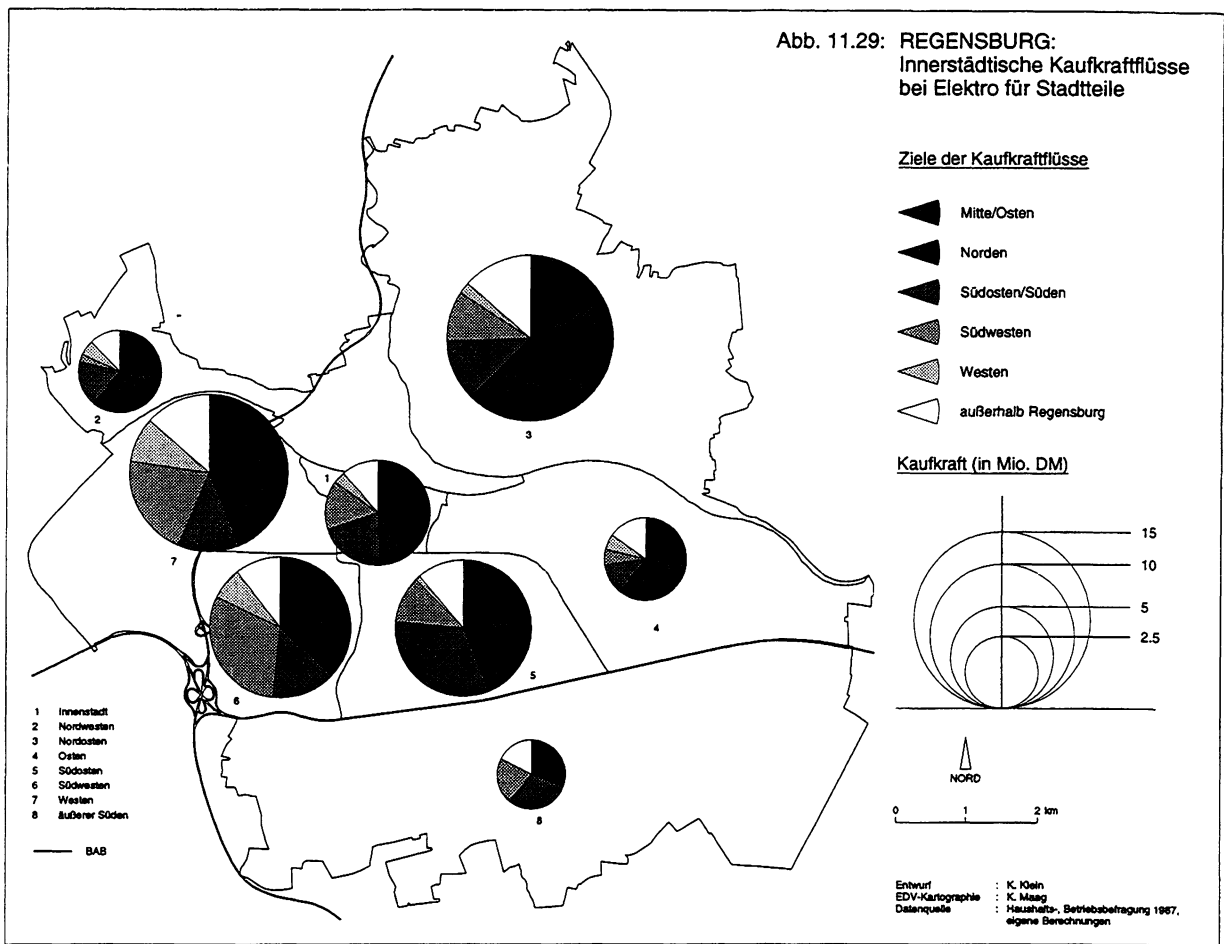 Abb. 11.29: REGENSBURG:
Innerstädtische Kaufkraftflüsse
bei Elektro für Stadtteile
Ziele der Kaufkraftflüsse
Mitte/Osten
Norden
Südosten/Süden
Südwesten
Westen
außerhalb Regensburg
Kaufkraft (in Mio. DM)
15
10
5
2.5
NORD
0 1 2 km
Entwurf : K. Klein
EDV-Kartographie : K. Maag
Datenquelle : Haushalts-, Betriebsbefragung 1987,
eigene Berechnungen
2
3
1
7
4
5
6
8
1 Innenstadt
2 Nordwesten
3 Nordosten
4 Osten
5 Südosten
6 Südwesten
7 Westen
8 äußerer Süden
BAB